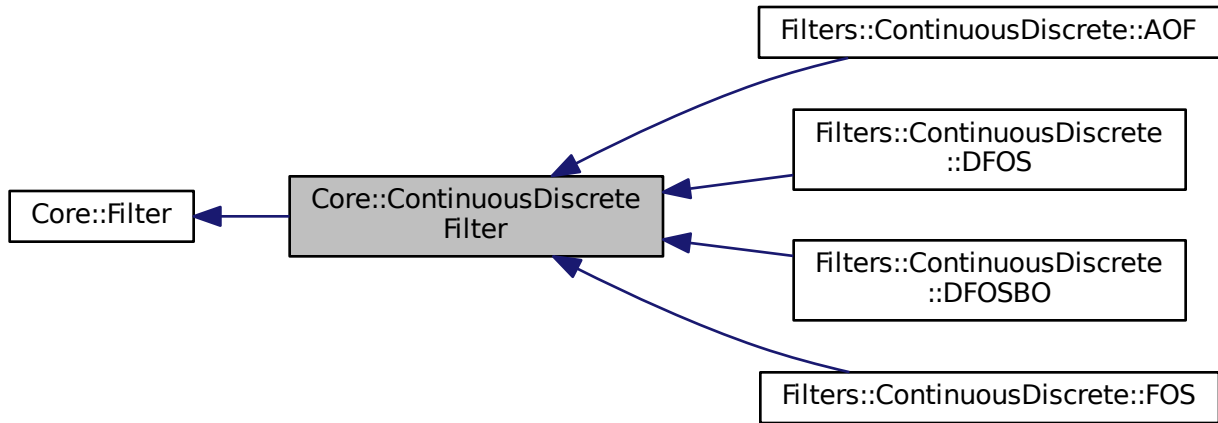 Core::Filter
Core::ContinuousDiscrete
Filter
Filters::ContinuousDiscrete::AOF
Filters::ContinuousDiscrete
::DFOS
Filters::ContinuousDiscrete
::DFOSBO
Filters::ContinuousDiscrete::FOS